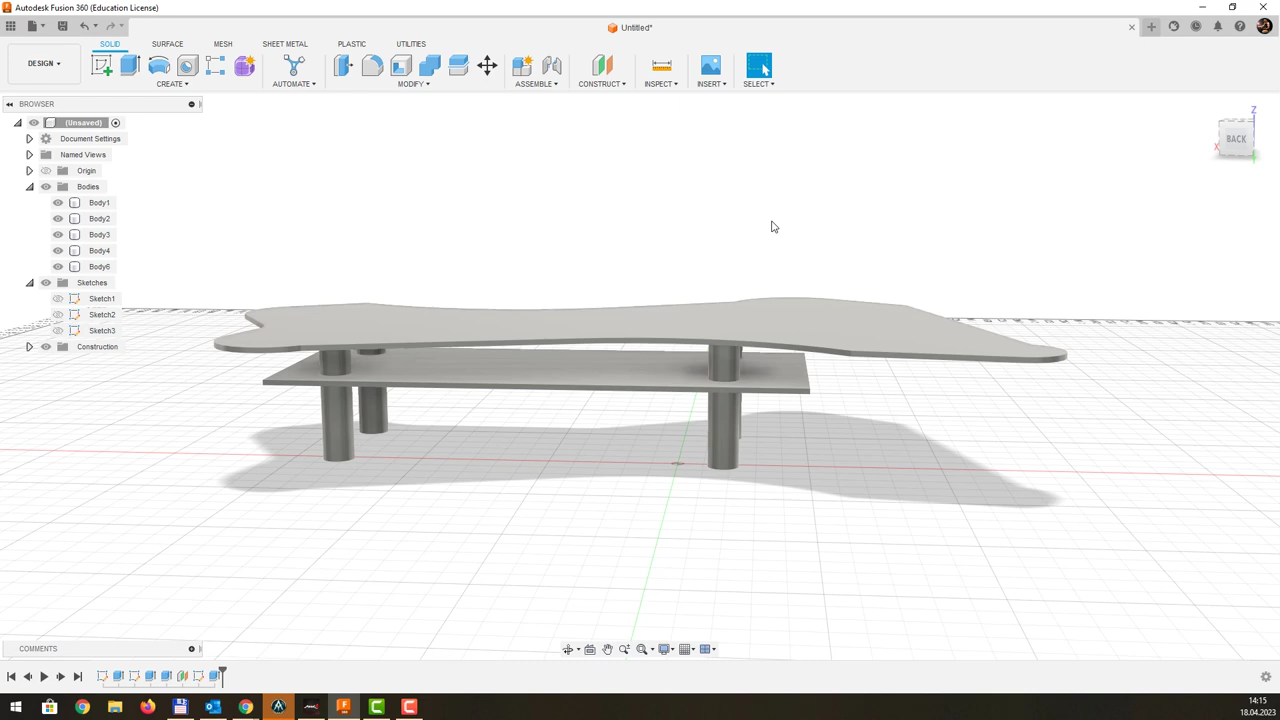 Autodesk Fusion 360 (Education License)
Untitled*
DESIGN
SOLID SURFACE MESH SHEET METAL PLASTIC UTILITIES
CREATE AUTOMATE MODIFY ASSEMBLE CONSTRUCT INSPECT INSERT SELECT
BROWSER
(Unsaved)
Document Settings
Named Views
Origin
Bodies
Body1
Body2
Body3
Body4
Body6
Sketches
Sketch1
Sketch2
Sketch3
Construction
Z
BACK
X
COMMENTS
14:15
18.04.2023